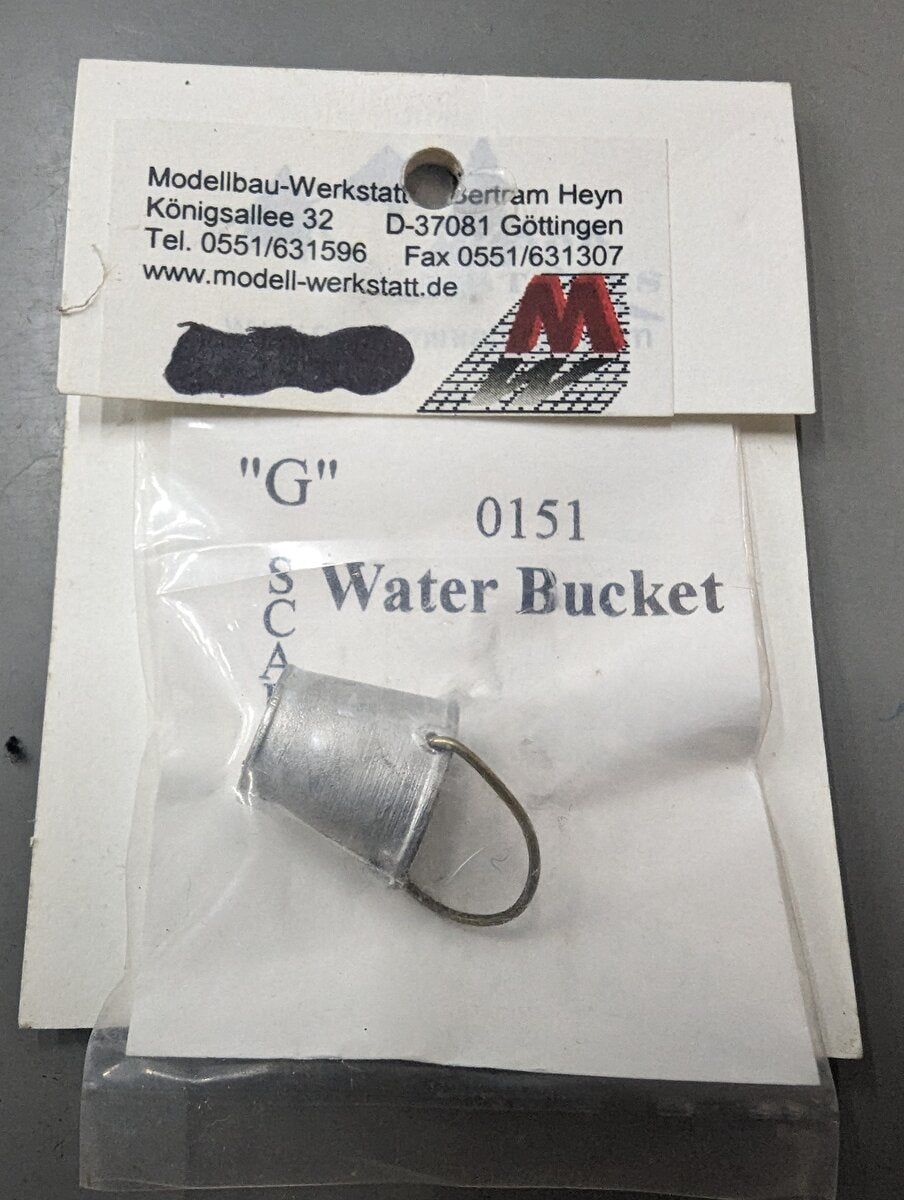 Modellbau-Werkstatt Bertram Heyn
Königsallee 32 D-37081 Göttingen
Tel. 0551/631596 Fax 0551/631307
www.modell-werkstatt.de
M
"G"
0151
SCA
Water Bucket